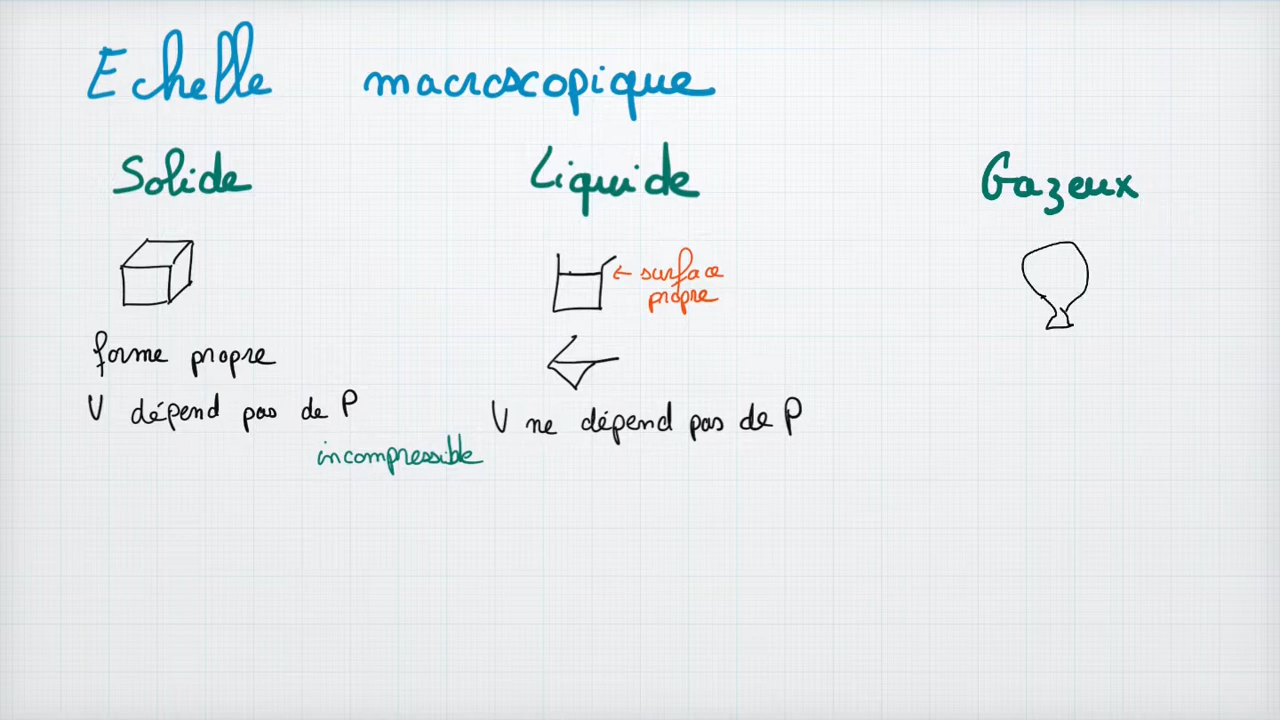 Echelle macroscopique
Solide
Liquide
Gazeux
← surface
propre
forme propre
V dépend pas de P
V ne dépend pas de P
incompressible